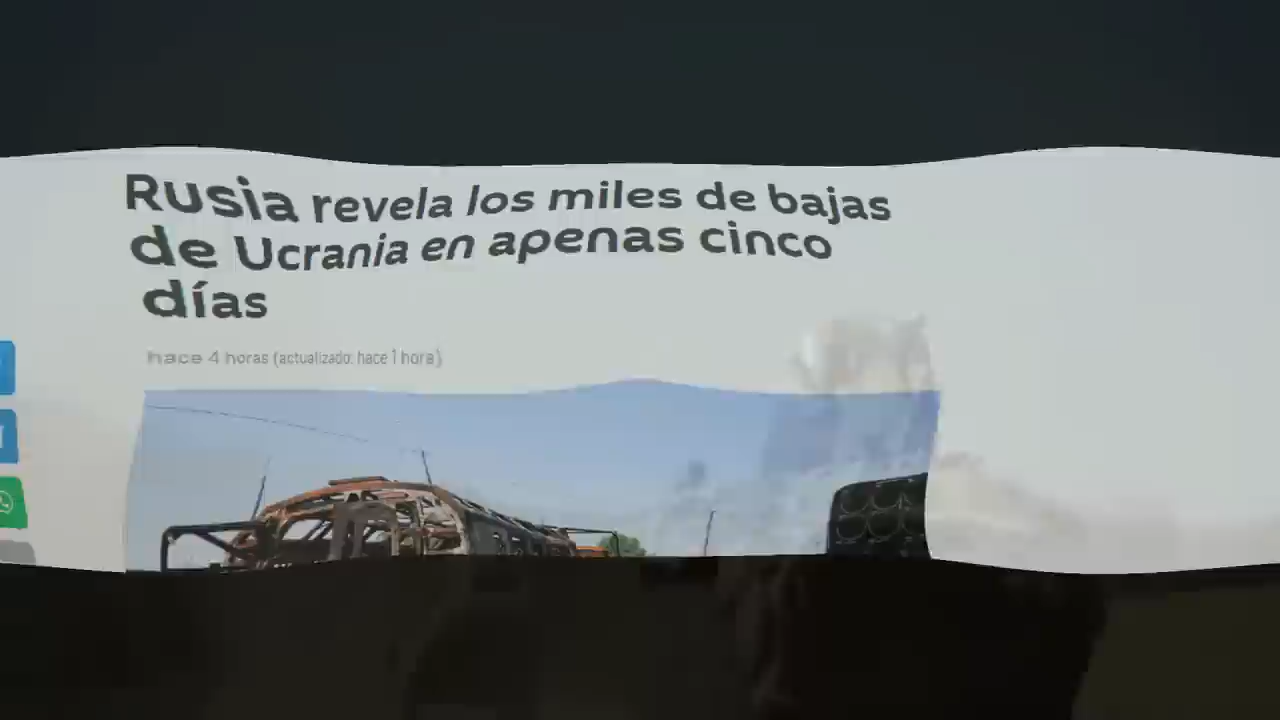 Rusia revela los miles de bajas
de Ucrania en apenas cinco
días
hace 4 horas (actualizado: hace 1 hora)